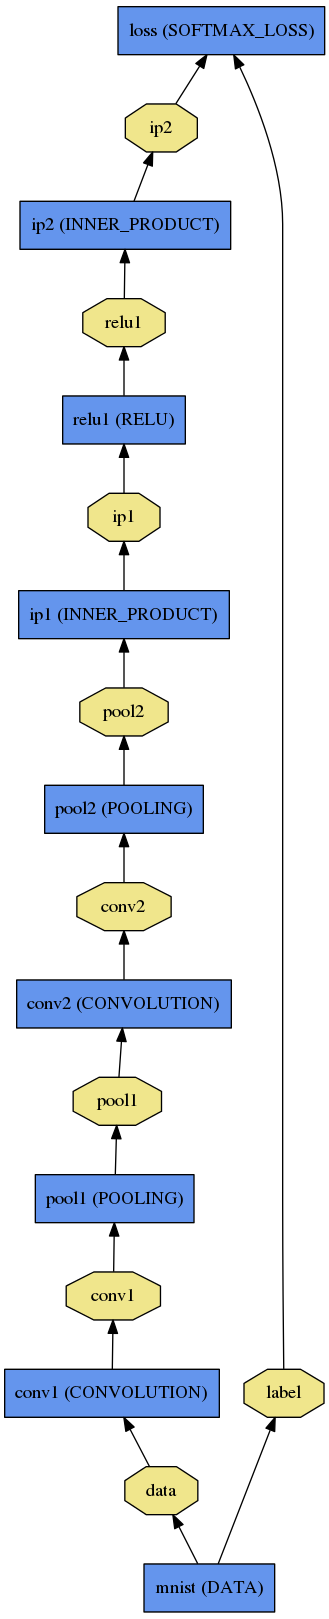 loss (SOFTMAX_LOSS)
ip2
ip2 (INNER_PRODUCT)
relu1
relu1 (RELU)
ip1
ip1 (INNER_PRODUCT)
pool2
pool2 (POOLING)
conv2
conv2 (CONVOLUTION)
pool1
pool1 (POOLING)
conv1
conv1 (CONVOLUTION)
label
data
mnist (DATA)